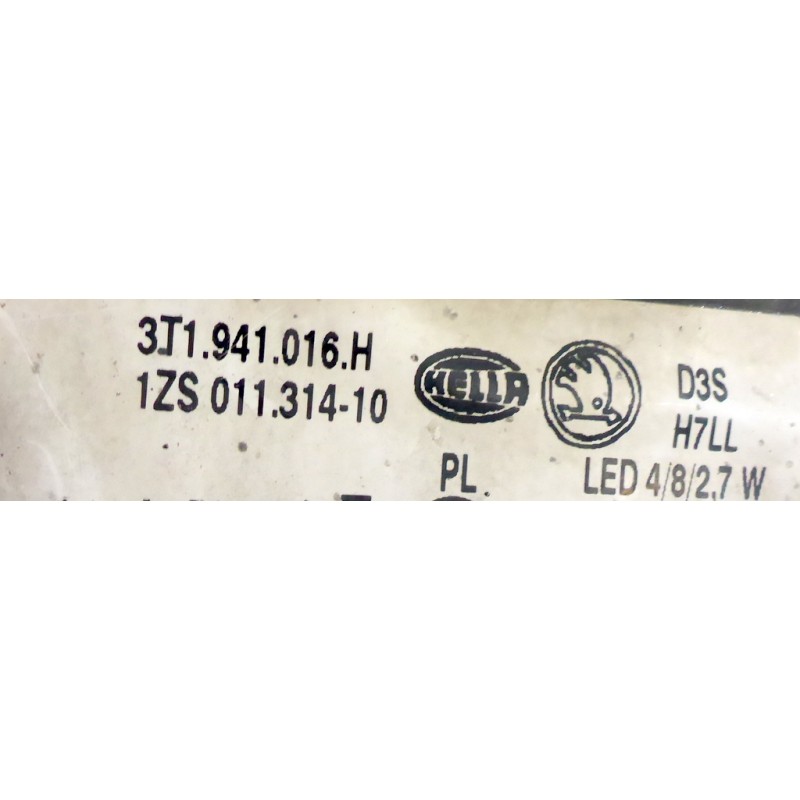 3T1.941.016.H
1ZS 011.314-10
HELLA
D3S
H7LL
PL
LED 4/8/2,7 W